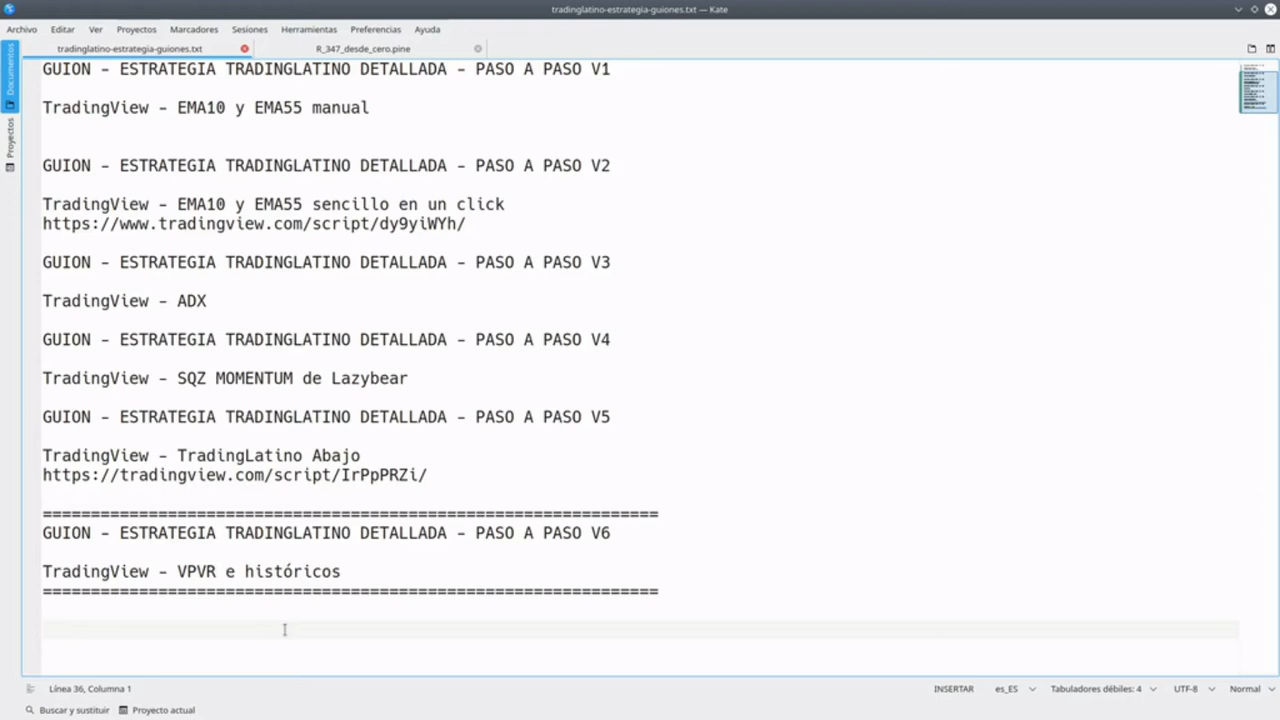 tradinglatino-estrategia-guiones.txt — Kate
Archivo Editar Ver Proyectos Marcadores Sesiones Herramientas Preferencias Ayuda
tradinglatino-estrategia-guiones.txt R_347_desde_cero.pine
Documentos
Proyectos
GUION - ESTRATEGIA TRADINGLATINO DETALLADA - PASO A PASO V1
TradingView - EMA10 y EMA55 manual
GUION - ESTRATEGIA TRADINGLATINO DETALLADA - PASO A PASO V2
TradingView - EMA10 y EMA55 sencillo en un click
https://www.tradingview.com/script/dy9yiWYh/
GUION - ESTRATEGIA TRADINGLATINO DETALLADA - PASO A PASO V3
TradingView - ADX
GUION - ESTRATEGIA TRADINGLATINO DETALLADA - PASO A PASO V4
TradingView - SQZ MOMENTUM de Lazybear
GUION - ESTRATEGIA TRADINGLATINO DETALLADA - PASO A PASO V5
TradingView - TradingLatino Abajo
https://tradingview.com/script/IrPpPRZi/
================================================================
GUION - ESTRATEGIA TRADINGLATINO DETALLADA - PASO A PASO V6
TradingView - VPVR e históricos
================================================================
Línea 36, Columna 1 INSERTAR es_ES Tabuladores débiles: 4 UTF-8 Normal
Buscar y sustituir Proyecto actual